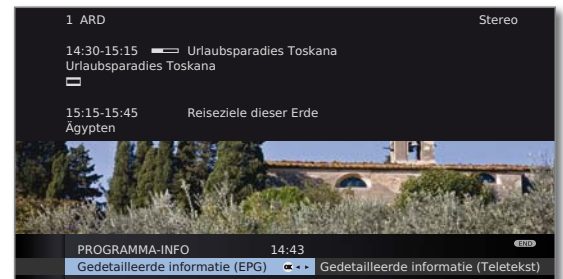 1 ARD Stereo
14:30-15:15 Urlaubsparadies Toskana
Urlaubsparadies Toskana
15:15-15:45 Reiseziele dieser Erde
Ägypten
PROGRAMMA-INFO 14:43 END
Gedetailleerde informatie (EPG) OK Gedetailleerde informatie (Teletekst)